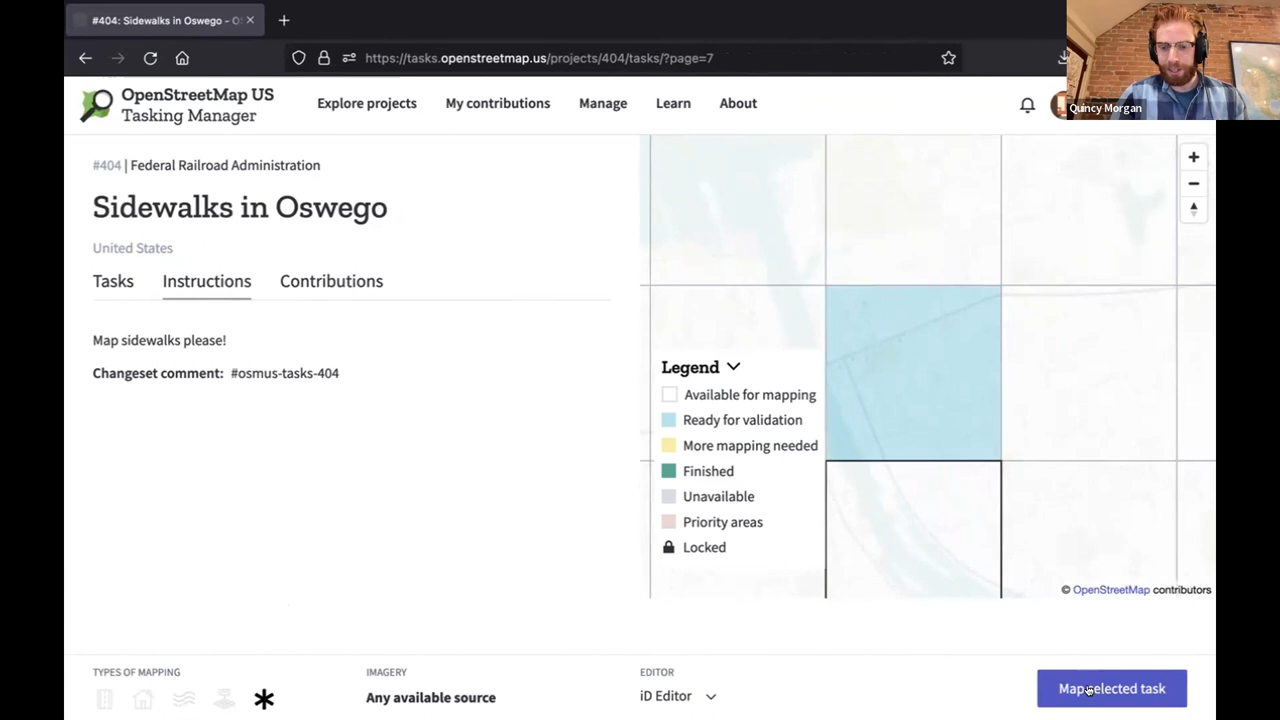 #404: Sidewalks in Oswego - O
https://tasks.openstreetmap.us/projects/404/tasks/?page=7
Quincy Morgan
OpenStreetMap US
Tasking Manager
Explore projects
My contributions
Manage
Learn
About
#404 | Federal Railroad Administration
Sidewalks in Oswego
United States
Tasks
Instructions
Contributions
Map sidewalks please!
Changeset comment: #osmus-tasks-404
Legend
Available for mapping
Ready for validation
More mapping needed
Finished
Unavailable
Priority areas
Locked
© OpenStreetMap contributors
TYPES OF MAPPING
IMAGERY
Any available source
EDITOR
iD Editor
Map selected task